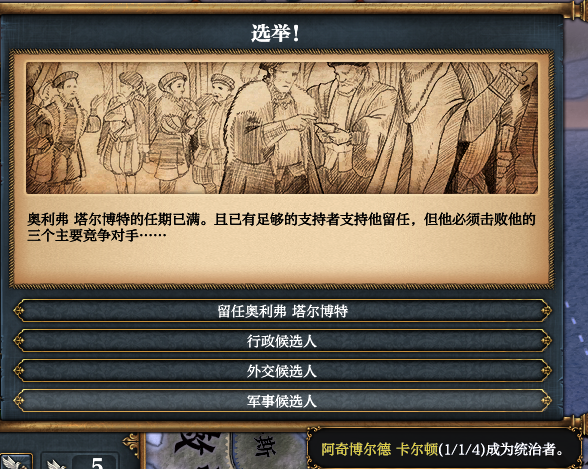 选举！
奥利弗 塔尔博特的任期已满。且已有足够的支持者支持他留任，但他必须击败他的
三个主要竞争对手……
留任奥利弗 塔尔博特
行政候选人
外交候选人
军事候选人
阿奇博尔德 卡尔顿(1/1/4)成为统治者。
5
斯